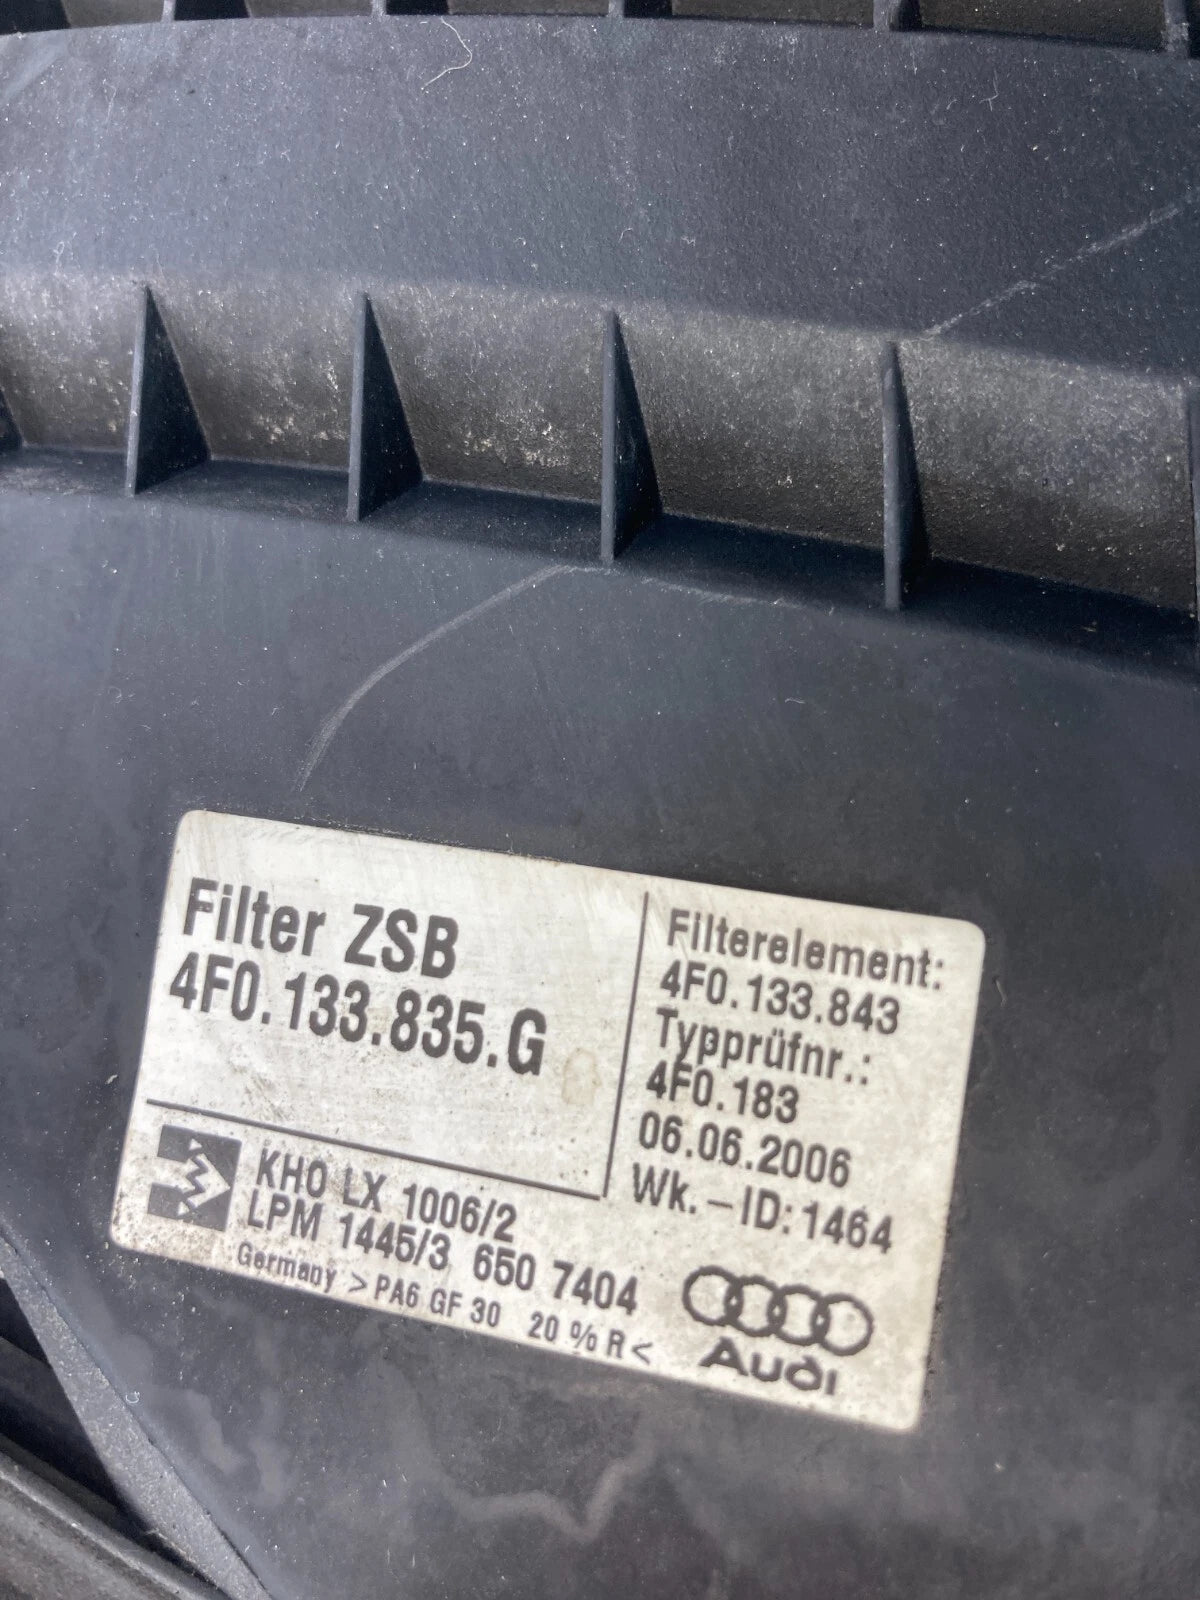 Filter ZSB
4F0.133.835.G
Filterelement:
4F0.133.843
Typprüfnr.:
4F0.183
06.06.2006
Wk.-ID:1464
KHO LX 1006/2
LPM 1445/3 650 7404
Germany >PA6 GF 30 20 % R<
Audi